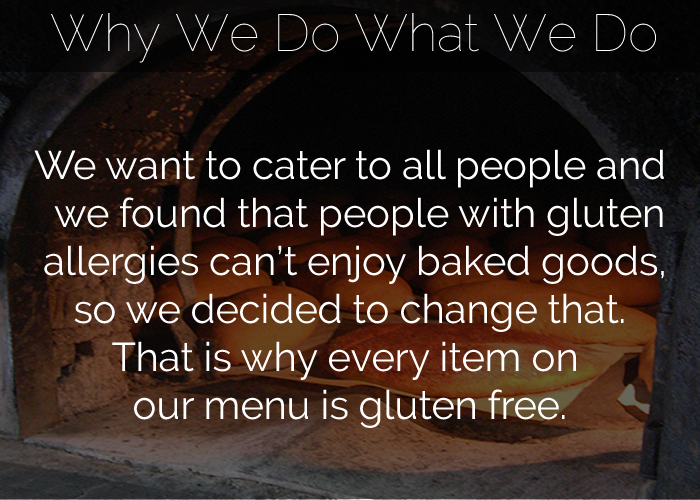 Why We Do What We Do
We want to cater to all people and
we found that people with gluten
allergies can't enjoy baked goods,
so we decided to change that.
That is why every item on
our menu is gluten free.